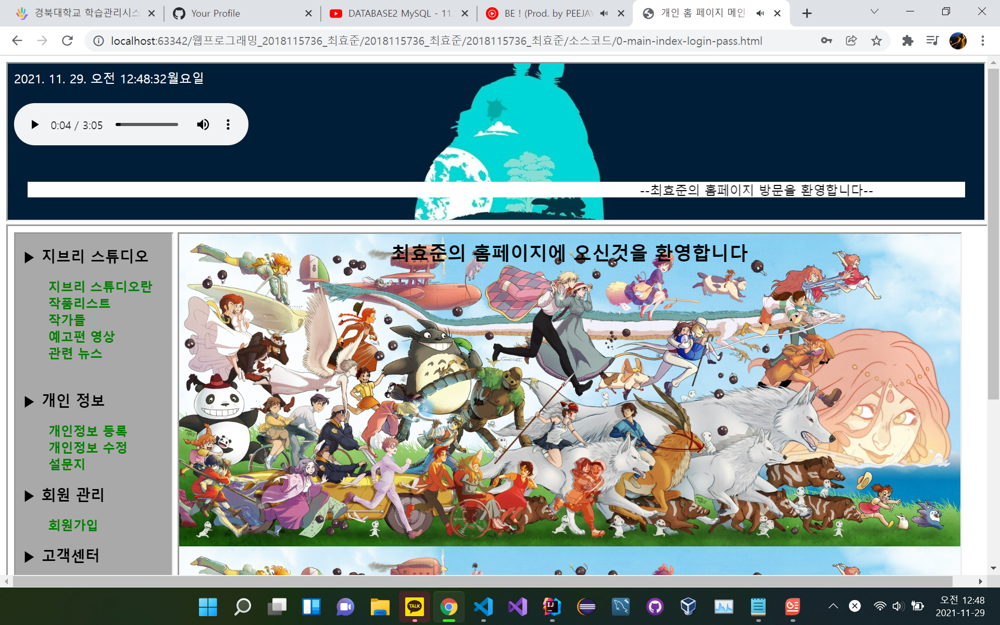 경북대학교 학습관리시스
Your Profile
DATABASE2 MySQL - 11.
BE ! (Prod. by PEEJAY
개인 홈 페이지 메인
localhost:63342/웹프로그래밍_2018115736_최효준/2018115736_최효준/2018115736_최효준/소스코드/0-main-index-login-pass.html
2021. 11. 29. 오전 12:48:32월요일
0:04 / 3:05
--최효준의 홈페이지 방문을 환영합니다--
▶ 지브리 스튜디오
지브리 스튜디오란
작품리스트
작가들
예고편 영상
관련 뉴스
▶ 개인 정보
개인정보 등록
개인정보 수정
설문지
▶ 회원 관리
회원가입
▶ 고객센터
최효준의 홈페이지에 오신것을 환영합니다
TALK
IJ
오전 12:48
2021-11-29